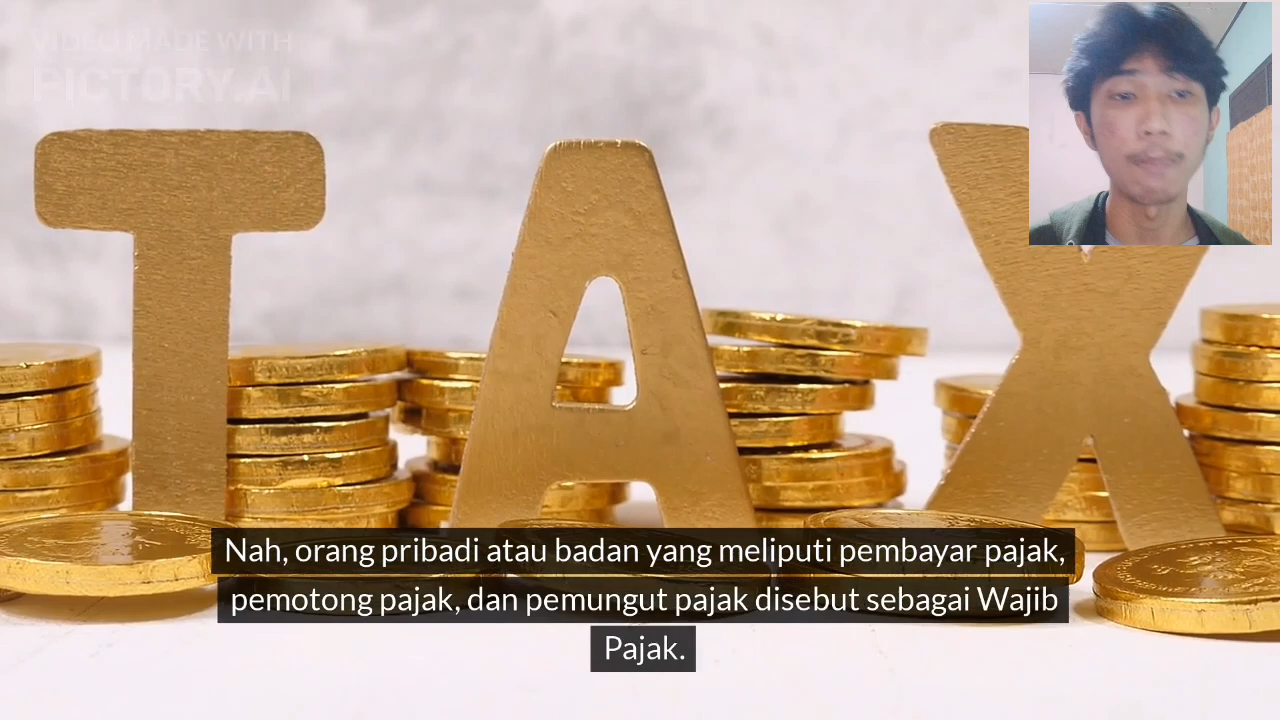 VIDEO MADE WITH
PICTORY.AI
TAX
Nah, orang pribadi atau badan yang meliputi pembayar pajak,
pemotong pajak, dan pemungut pajak disebut sebagai Wajib
Pajak.